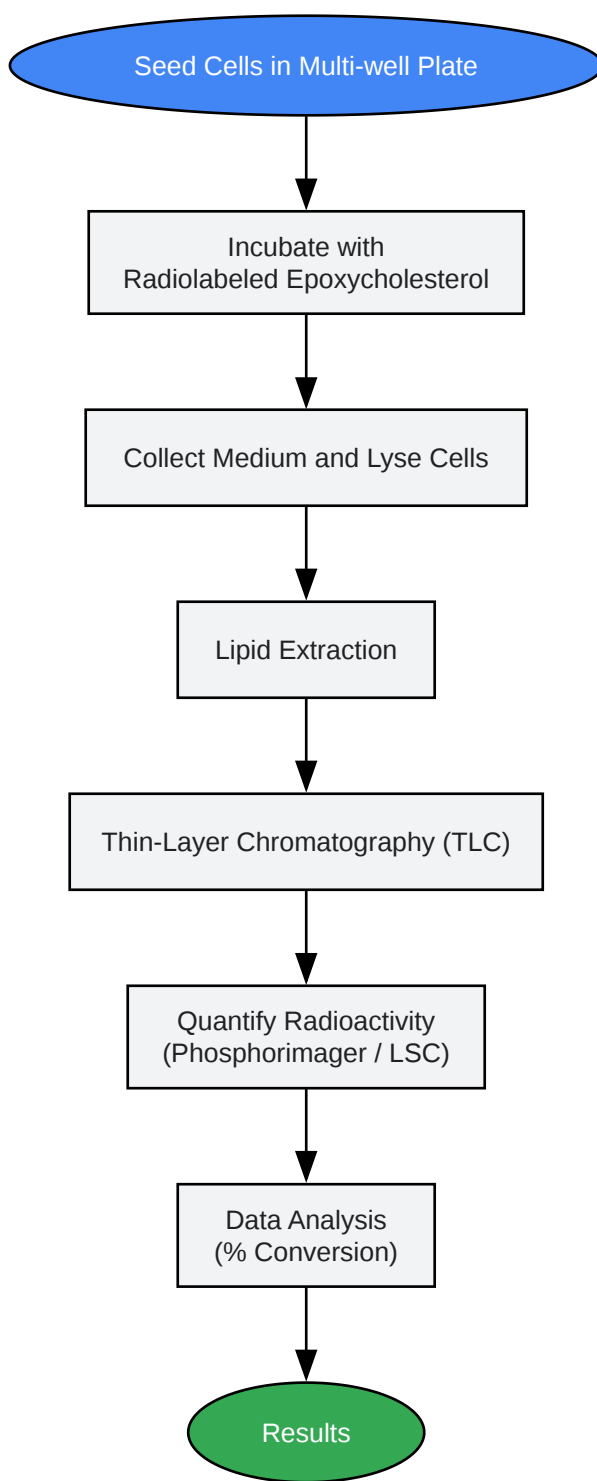 Seed Cells in Multi-well Plate
Incubate with
Radiolabeled Epoxycholesterol
Collect Medium and Lyse Cells
Lipid Extraction
Thin-Layer Chromatography (TLC)
Quantify Radioactivity
(Phosphorimager / LSC)
Data Analysis
(% Conversion)
Results